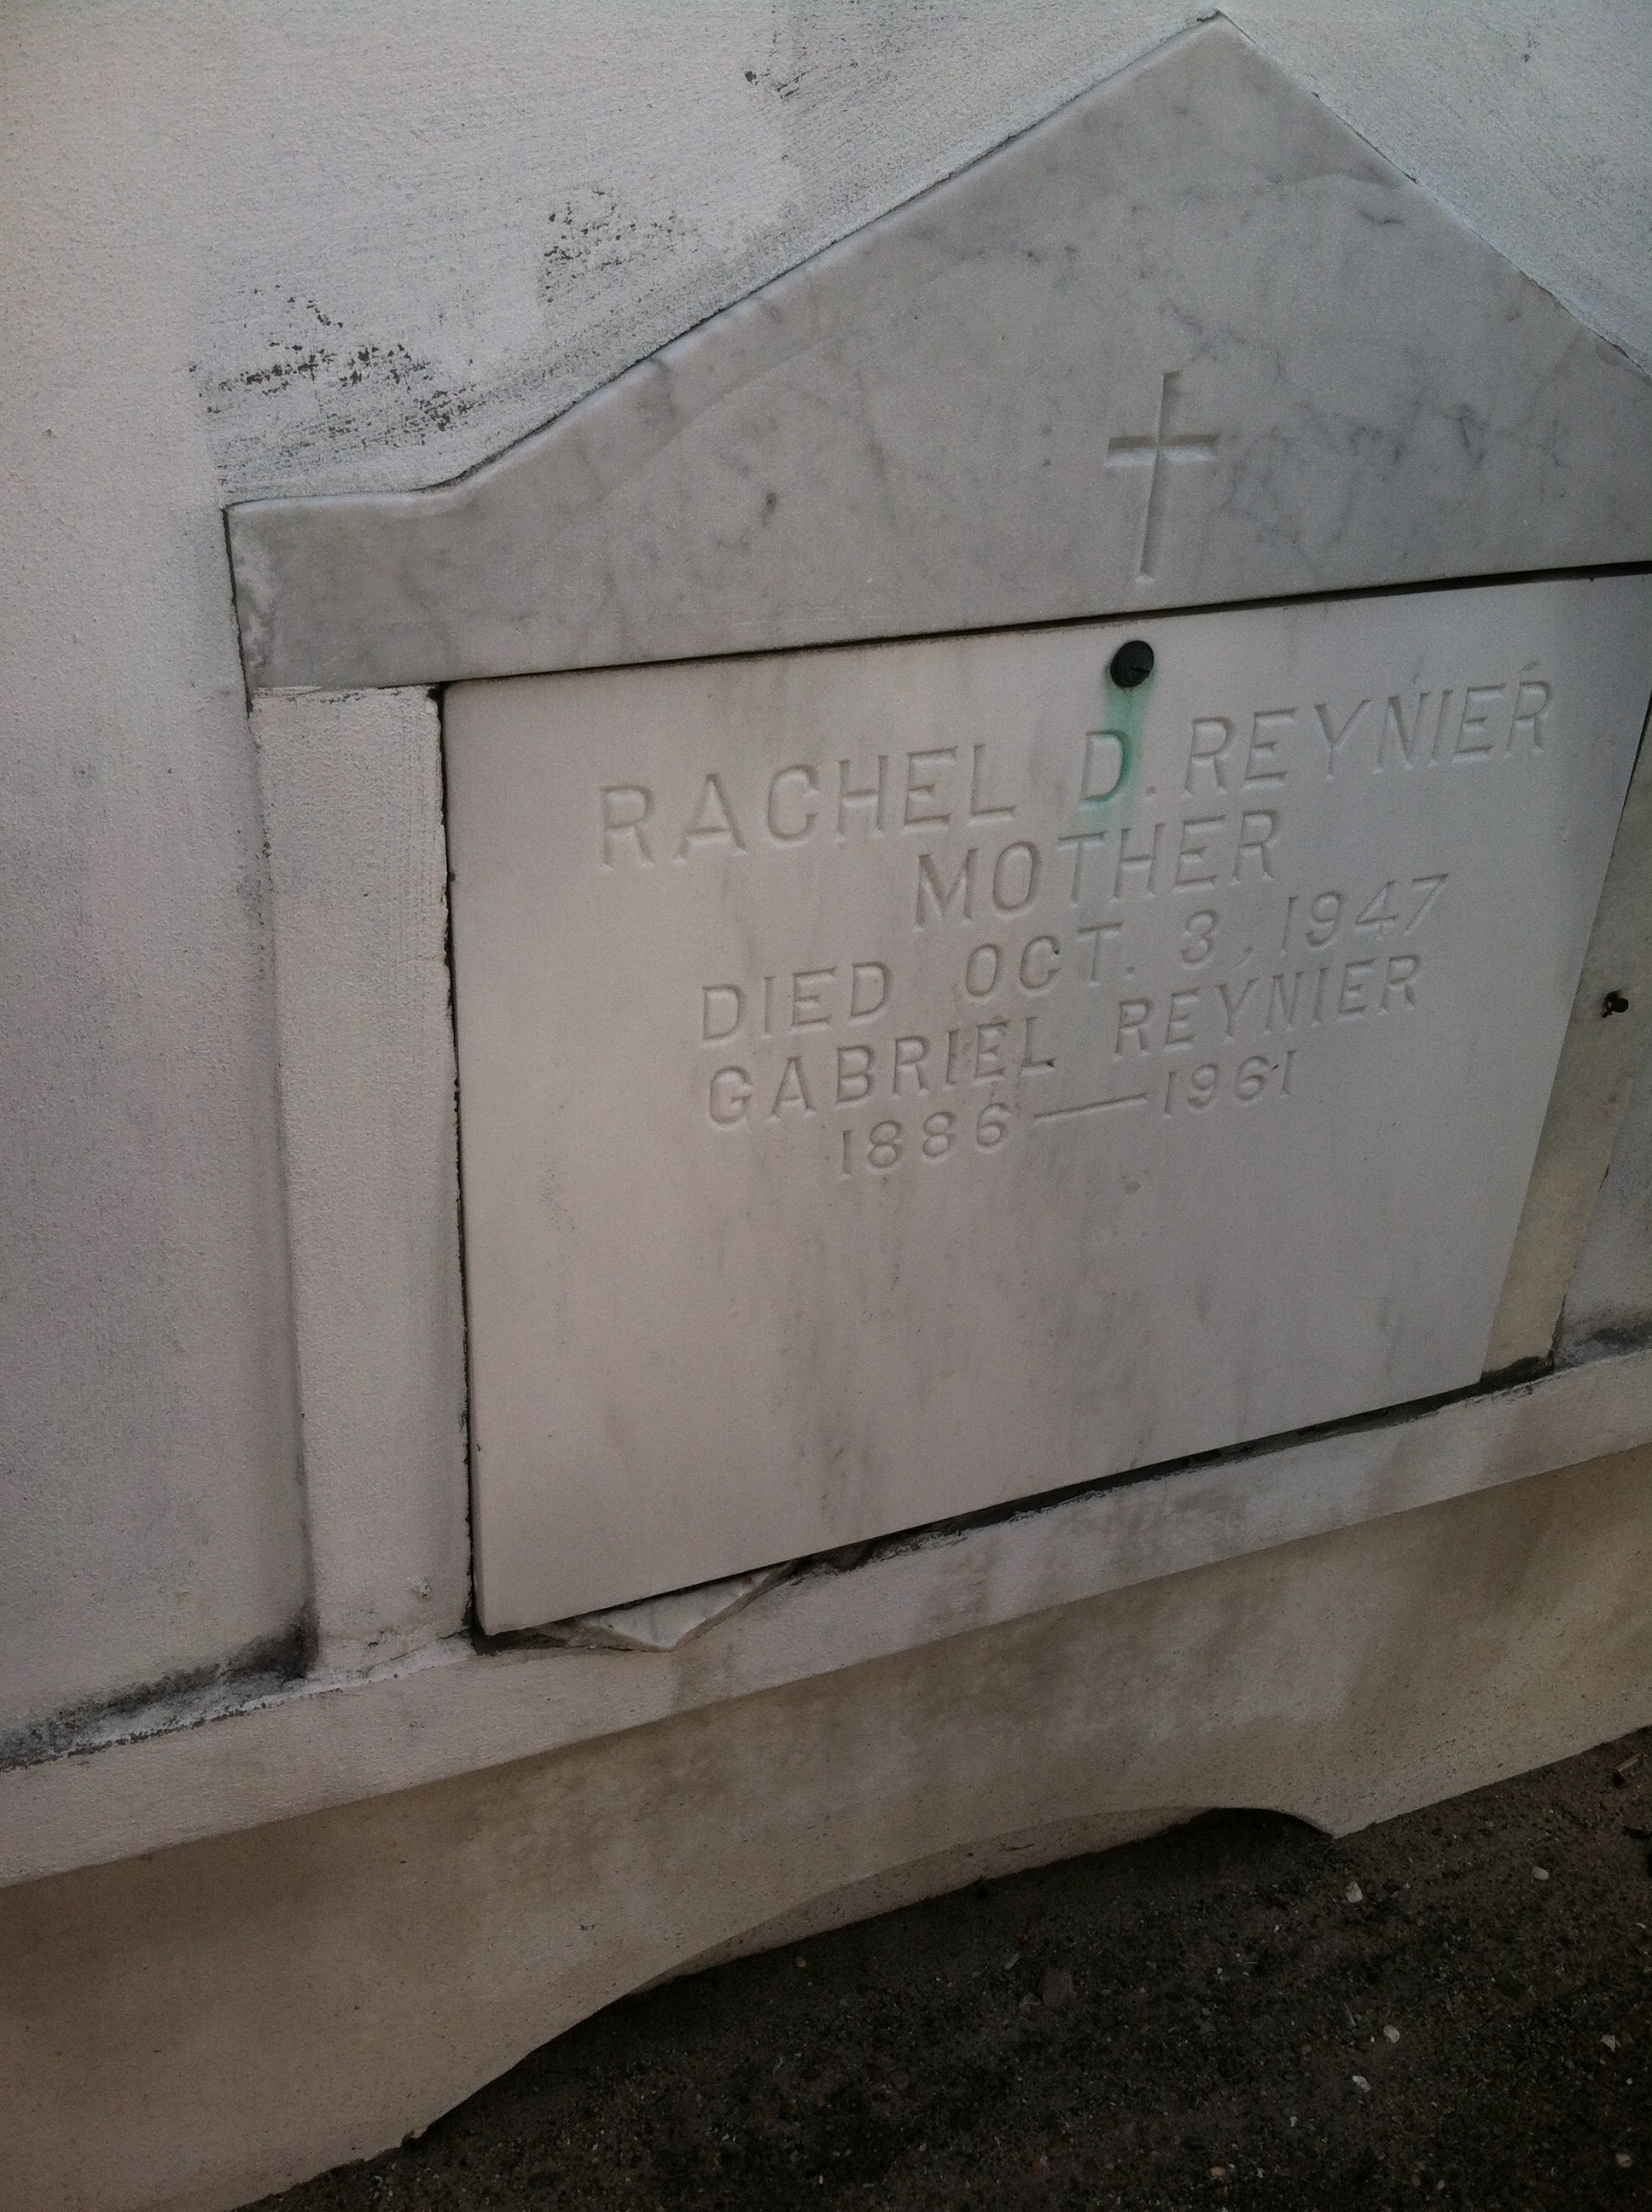 RACHEL D. REYNIER
MOTHER
DIED OCT. 3, 1947
GABRIEL REYNIER
1886—1961